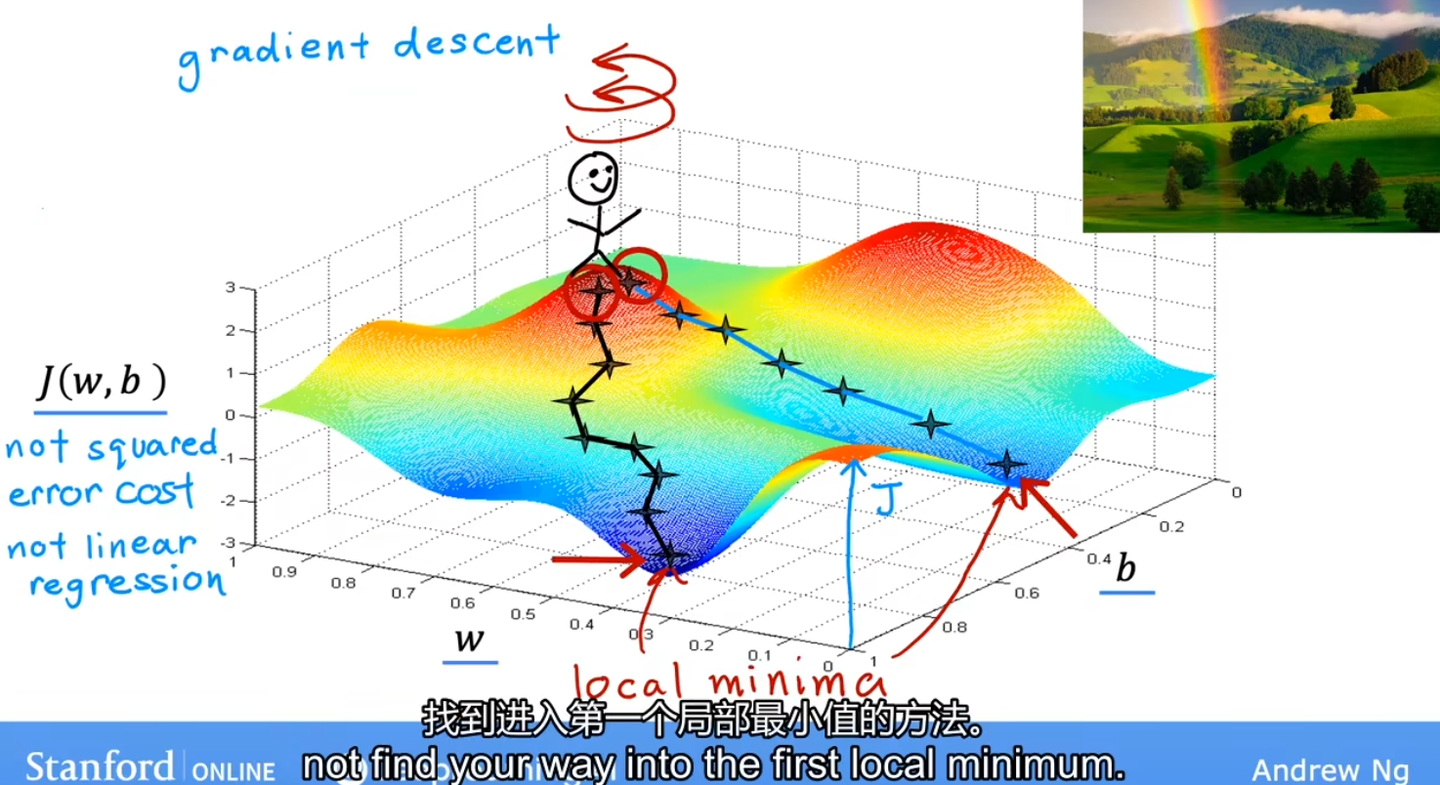 gradient descent
3
2
1
0
-1
-2
-3
J(w, b )
not squared
error cost
not linear
regression
J
1
0.9
0.8
0.7
0.6
0.5
0.4
0.3
0.2
0.1
0
w
0
0.2
0.4
0.6
0.8
1
b
local minima
找到进入第一个局部最小值的方法。
not find your way into the first local minimum.
Stanford ONLINE
Andrew Ng